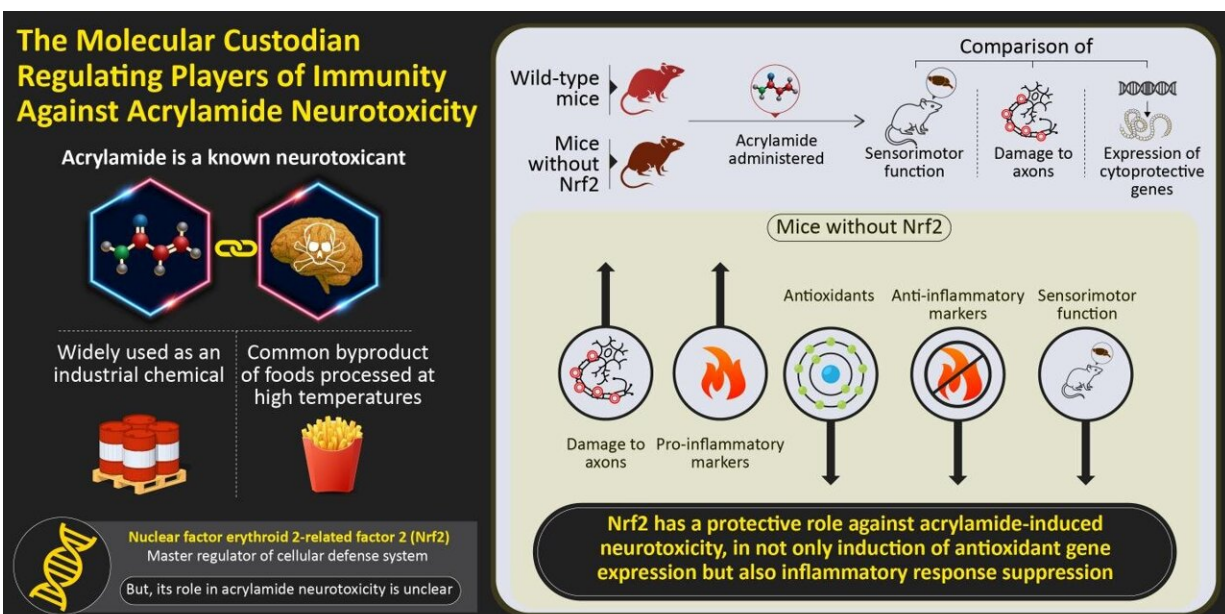 The Molecular Custodian
Regulating Players of Immunity
Against Acrylamide Neurotoxicity
Acrylamide is a known neurotoxicant
Widely used as an
industrial chemical
Common byproduct
of foods processed at
high temperatures
Nuclear factor erythroid 2-related factor 2 (Nrf2)
Master regulator of cellular defense system
But, its role in acrylamide neurotoxicity is unclear
Wild-type
mice
Mice
without
Nrf2
Acrylamide
administered
Comparison of
Sensorimotor
function
Damage to
axons
Expression of
cytoprotective
genes
Mice without Nrf2
Damage to
axons
Pro-inflammatory
markers
Antioxidants
Anti-inflammatory
markers
Sensorimotor
function
Nrf2 has a protective role against acrylamide-induced
neurotoxicity, in not only induction of antioxidant gene
expression but also inflammatory response suppression